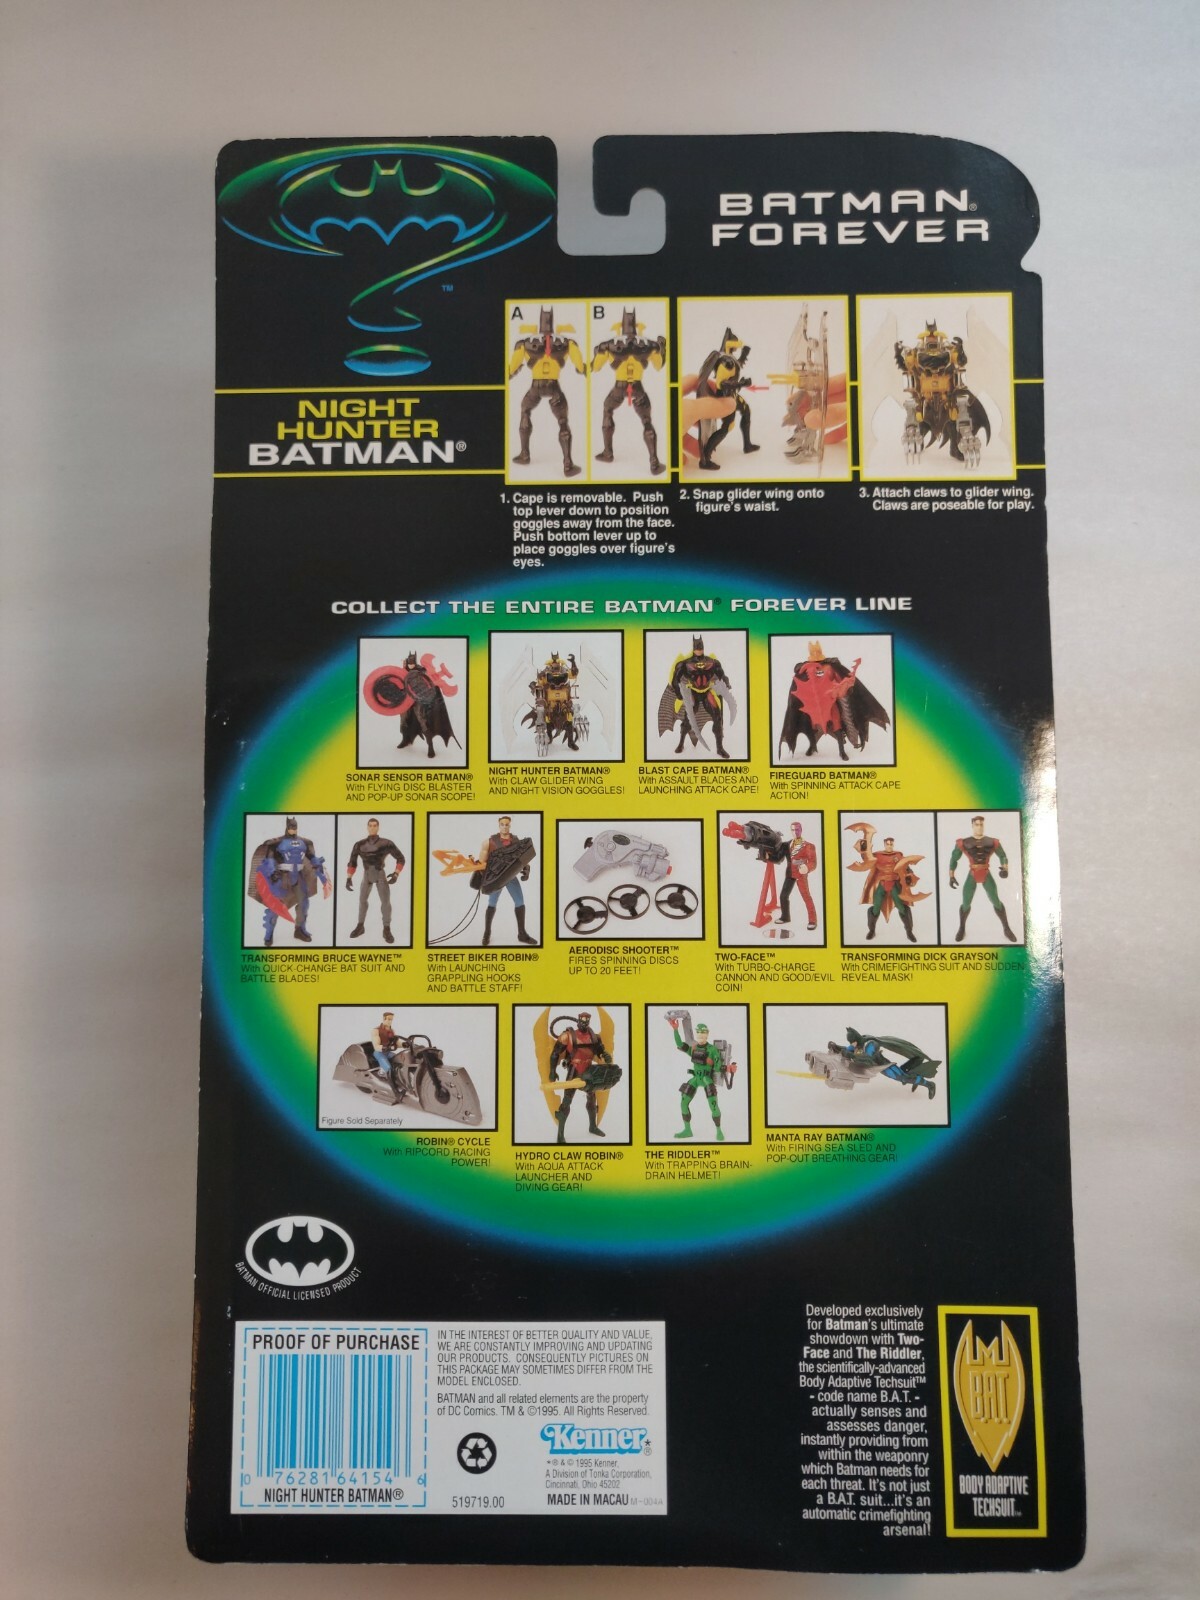 BATMAN®
FOREVER
TM
NIGHT
HUNTER
BATMAN®
A
B
1. Cape is removable. Push
top lever down to position
goggles away from the face.
Push bottom lever up to
place goggles over figure's
eyes.
2. Snap glider wing onto
figure's waist.
3. Attach claws to glider wing.
Claws are poseable for play.
COLLECT THE ENTIRE BATMAN® FOREVER LINE
SONAR SENSOR BATMAN®
With FLYING DISC BLASTER
AND POP-UP SONAR SCOPE!
NIGHT HUNTER BATMAN®
With CLAW GLIDER WING
AND NIGHT VISION GOGGLES!
BLAST CAPE BATMAN®
With ASSAULT BLADES AND
LAUNCHING ATTACK CAPE!
FIREGUARD BATMAN®
With SPINNING ATTACK CAPE
ACTION!
TRANSFORMING BRUCE WAYNE™
With QUICK-CHANGE BAT SUIT AND
BATTLE BLADES!
STREET BIKER ROBIN®
With LAUNCHING
GRAPPLING HOOKS
AND BATTLE STAFF!
AERODISC SHOOTER™
FIRES SPINNING DISCS
UP TO 20 FEET!
TWO-FACE™
With TURBO-CHARGE
CANNON AND GOOD/EVIL
COIN!
TRANSFORMING DICK GRAYSON
With CRIMEFIGHTING SUIT AND SUDDEN
REVEAL MASK!
Figure Sold Separately
ROBIN® CYCLE
With RIPCORD RACING
POWER!
HYDRO CLAW ROBIN®
With AQUA ATTACK
LAUNCHER AND
DIVING GEAR!
THE RIDDLER™
With TRAPPING BRAIN-
DRAIN HELMET!
MANTA RAY BATMAN®
With FIRING SEA SLED AND
POP-OUT BREATHING GEAR!
BATMAN OFFICIAL LICENSED PRODUCT
PROOF OF PURCHASE
0 76281 64154 6
NIGHT HUNTER BATMAN®
IN THE INTEREST OF BETTER QUALITY AND VALUE,
WE ARE CONSTANTLY IMPROVING AND UPDATING
OUR PRODUCTS. CONSEQUENTLY PICTURES ON
THIS PACKAGE MAY SOMETIMES DIFFER FROM THE
MODEL ENCLOSED.
BATMAN and all related elements are the property
of DC Comics. TM & ©1995. All Rights Reserved.
Kenner®
® & © 1995 Kenner,
A Division of Tonka Corporation,
Cincinnati, Ohio 45202
519719.00
MADE IN MACAU M-004A
Developed exclusively
for Batman's ultimate
showdown with Two-
Face and The Riddler,
the scientifically-advanced
Body Adaptive Techsuit™
- code name B.A.T. -
actually senses and
assesses danger,
instantly providing from
within the weaponry
which Batman needs for
each threat. It's not just
a B.A.T. suit...it's an
automatic crimefighting
arsenal!
BAT
BODY ADAPTIVE
TECHSUIT™